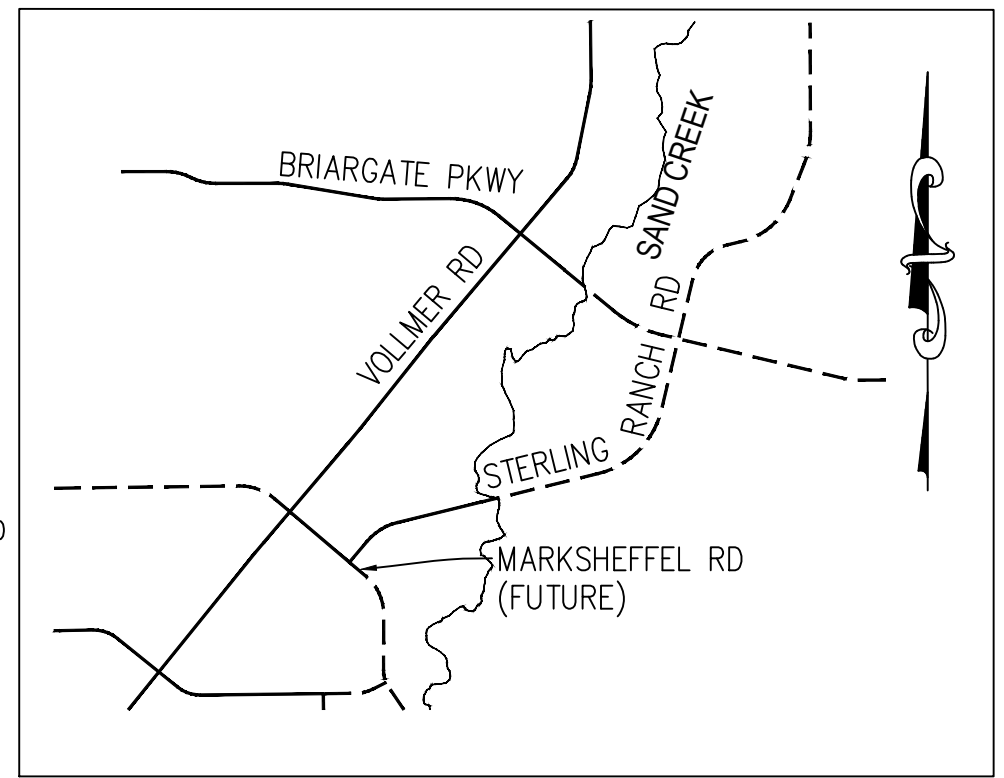 BRIARGATE PKWY
SAND CREEK
VOLLMER RD
STERLING RANCH RD
MARKSHEFFEL RD
(FUTURE)